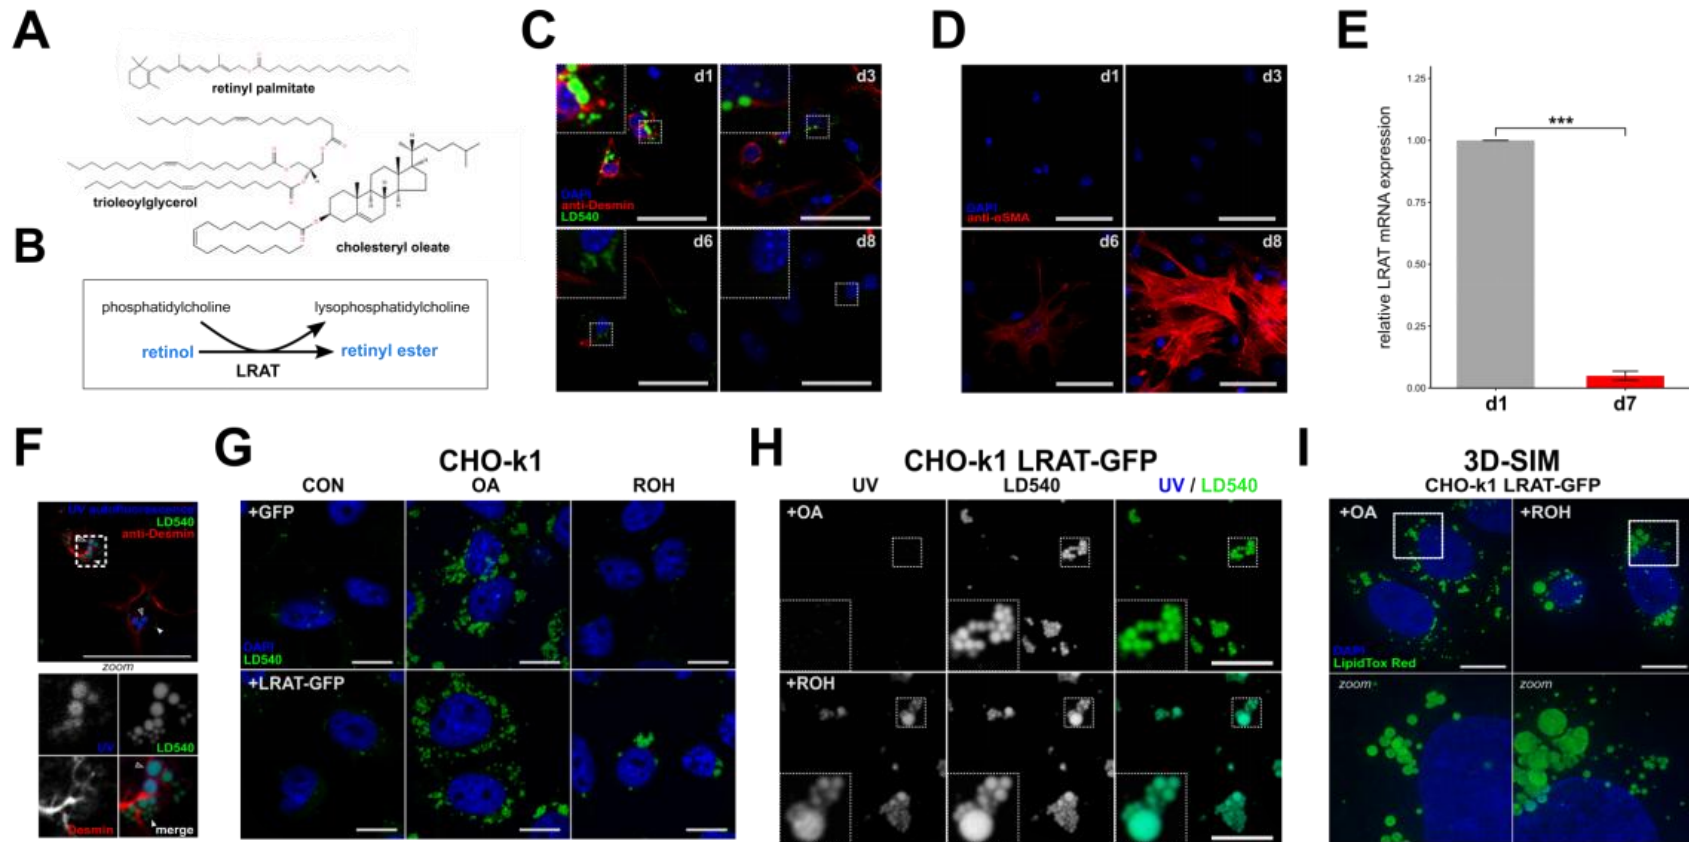 A
retinyl palmitate
trioleoylglycerol
cholesteryl oleate
B
phosphatidylcholine
lysophosphatidylcholine
retinol
retinyl ester
LRAT
C
d1
d3
DAPI
anti-Desmin
LD540
d6
d8
D
d1
d3
DAPI
anti-αSMA
d6
d8
E
relative LRAT mRNA expression
1.25
1.00
0.75
0.50
0.25
0.00
***
d1
d7
F
UV autofluorescence
LD540
anti-Desmin
zoom
UV
LD540
Desmin
merge
G
CHO-k1
CON
OA
ROH
+GFP
DAPI
LD540
+LRAT-GFP
H
CHO-k1 LRAT-GFP
UV
LD540
UV / LD540
+OA
+ROH
I
3D-SIM
CHO-k1 LRAT-GFP
+OA
+ROH
DAPI
LipidTox Red
zoom
zoom